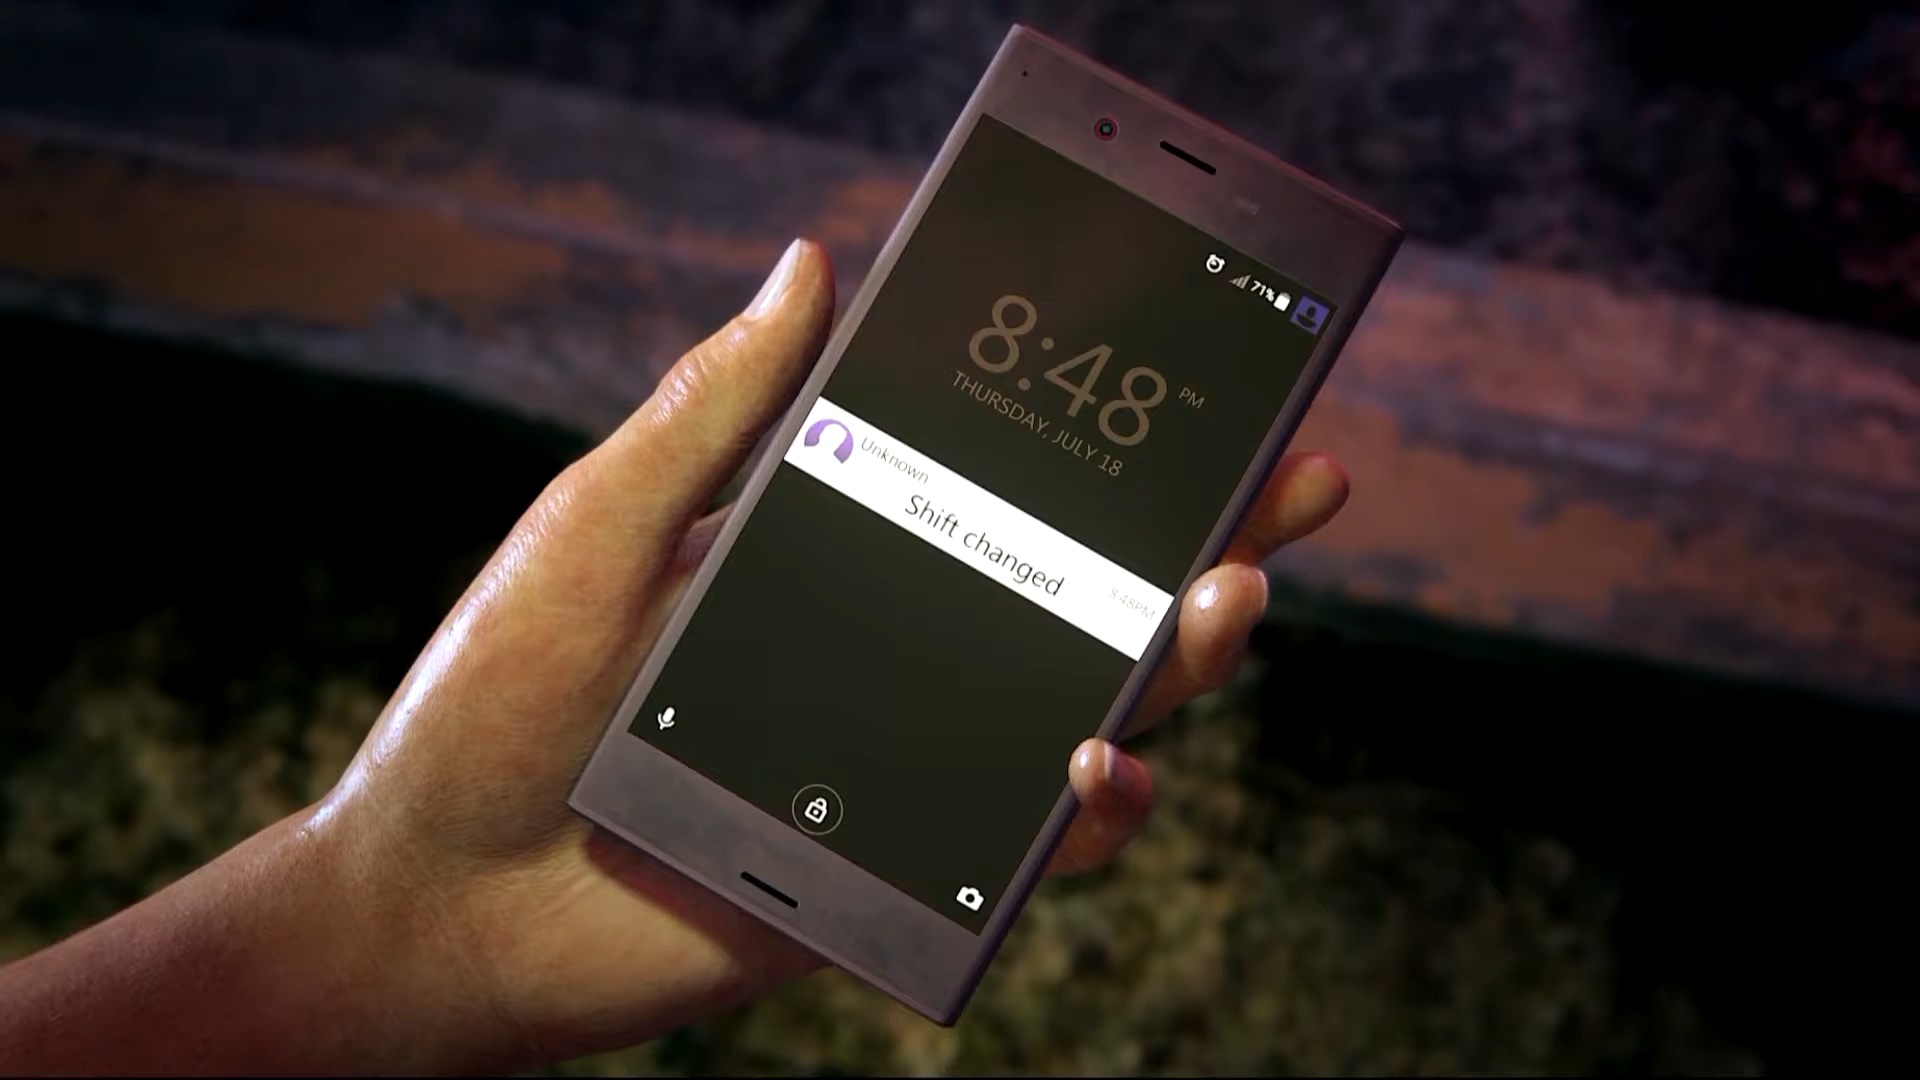 71%
8:48 PM
THURSDAY, JULY 18
Unknown
Shift changed
8:48PM